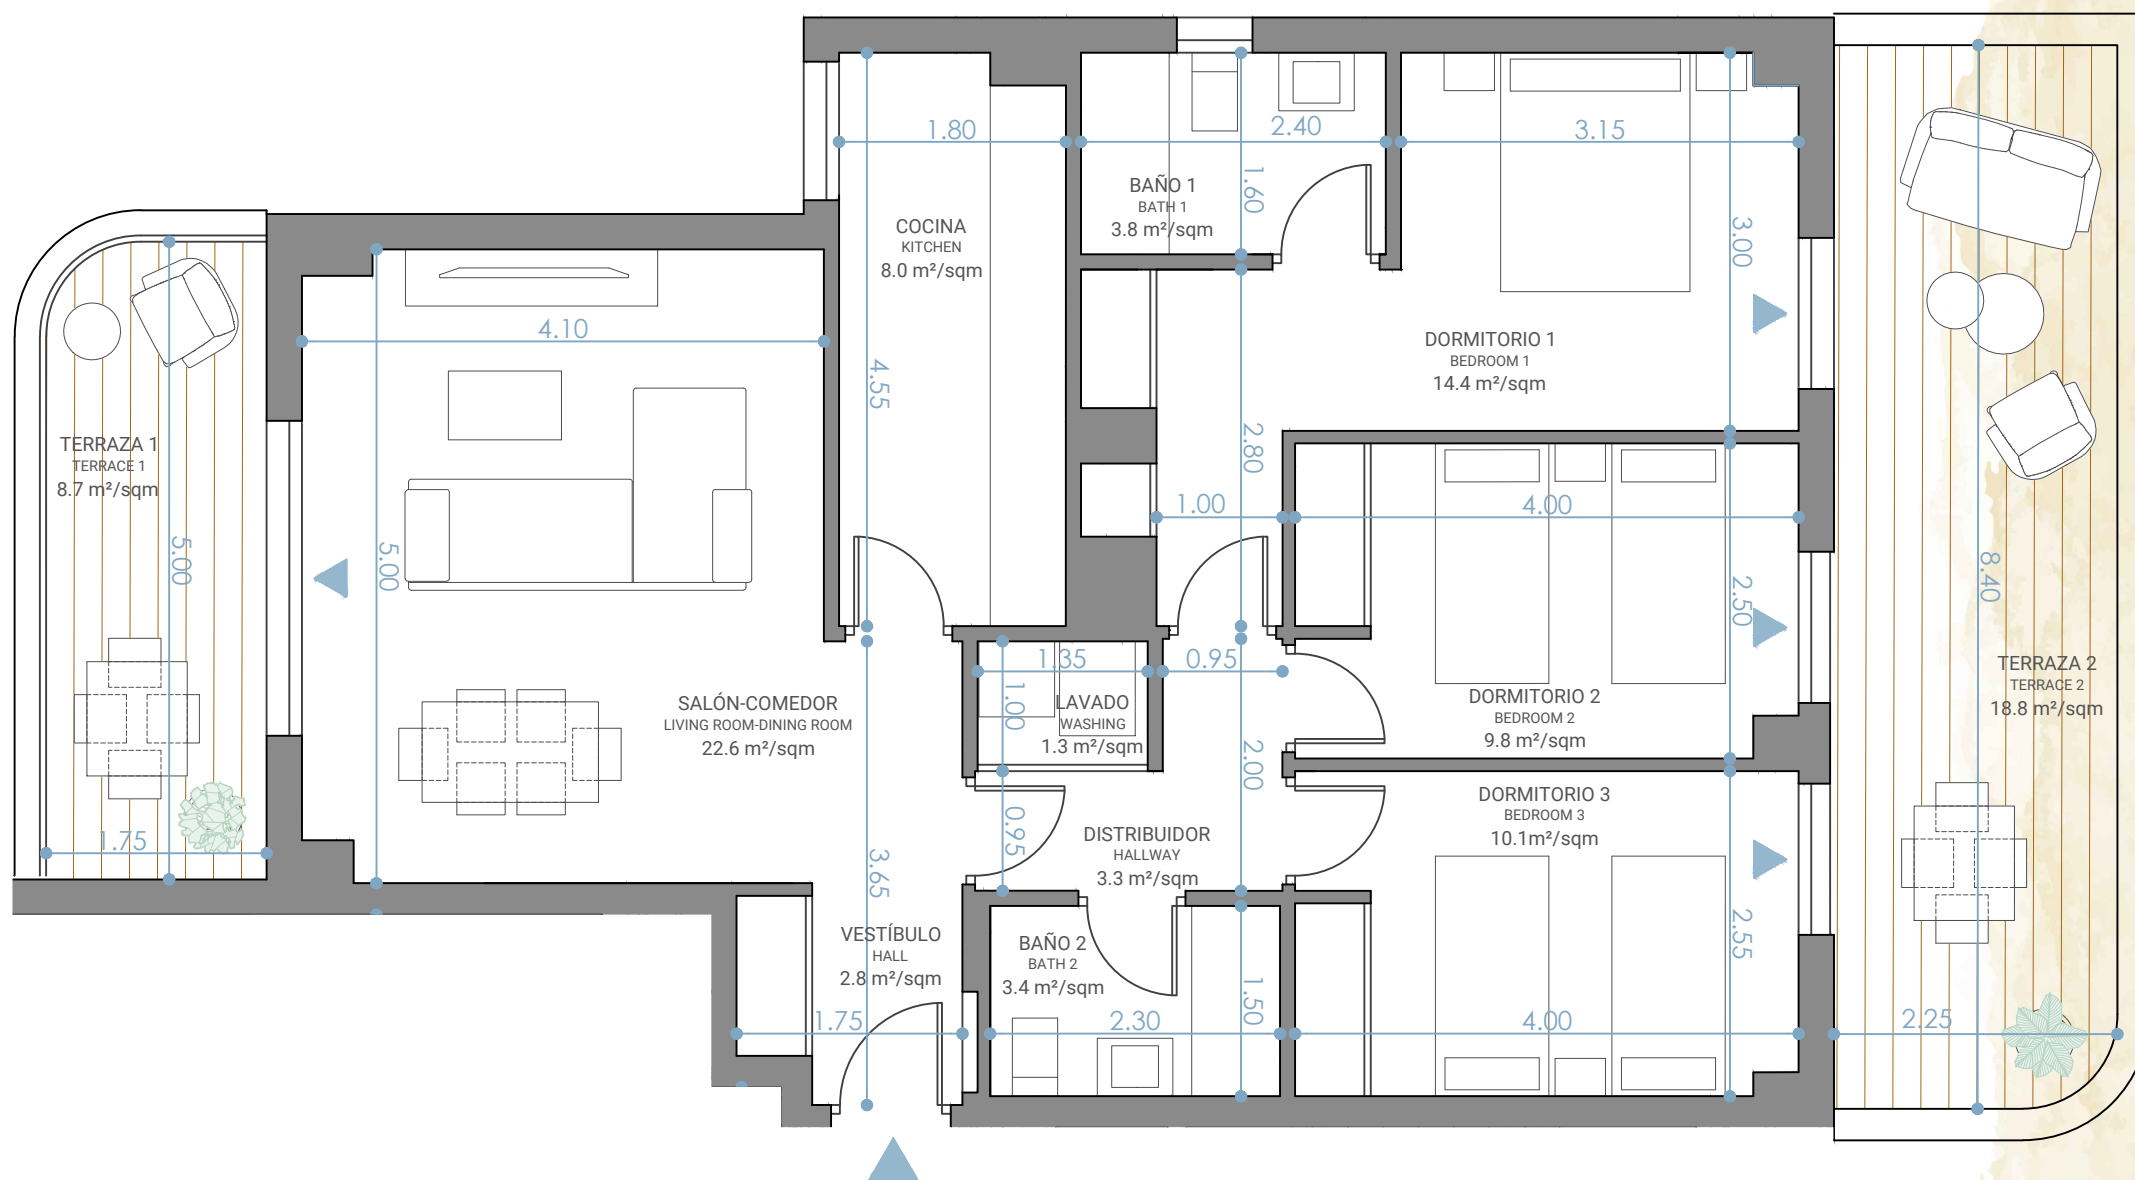 1.80
2.40
3.15
BAÑO 1
BATH 1
3.8 m²/sqm
1.60
COCINA
KITCHEN
8.0 m²/sqm
3.00
4.10
DORMITORIO 1
BEDROOM 1
14.4 m²/sqm
4.55
TERRAZA 1
TERRACE 1
8.7 m²/sqm
2.80
1.00
4.00
5.00
5.00
2.50
8.40
1.35
0.95
TERRAZA 2
TERRACE 2
18.8 m²/sqm
SALÓN-COMEDOR
LIVING ROOM-DINING ROOM
22.6 m²/sqm
1.00
LAVADO
WASHING
1.3 m²/sqm
DORMITORIO 2
BEDROOM 2
9.8 m²/sqm
2.00
DORMITORIO 3
BEDROOM 3
10.1m²/sqm
1.75
0.95
DISTRIBUIDOR
HALLWAY
3.3 m²/sqm
3.65
VESTÍBULO
HALL
2.8 m²/sqm
BAÑO 2
BATH 2
3.4 m²/sqm
2.55
1.50
1.75
2.30
4.00
2.25